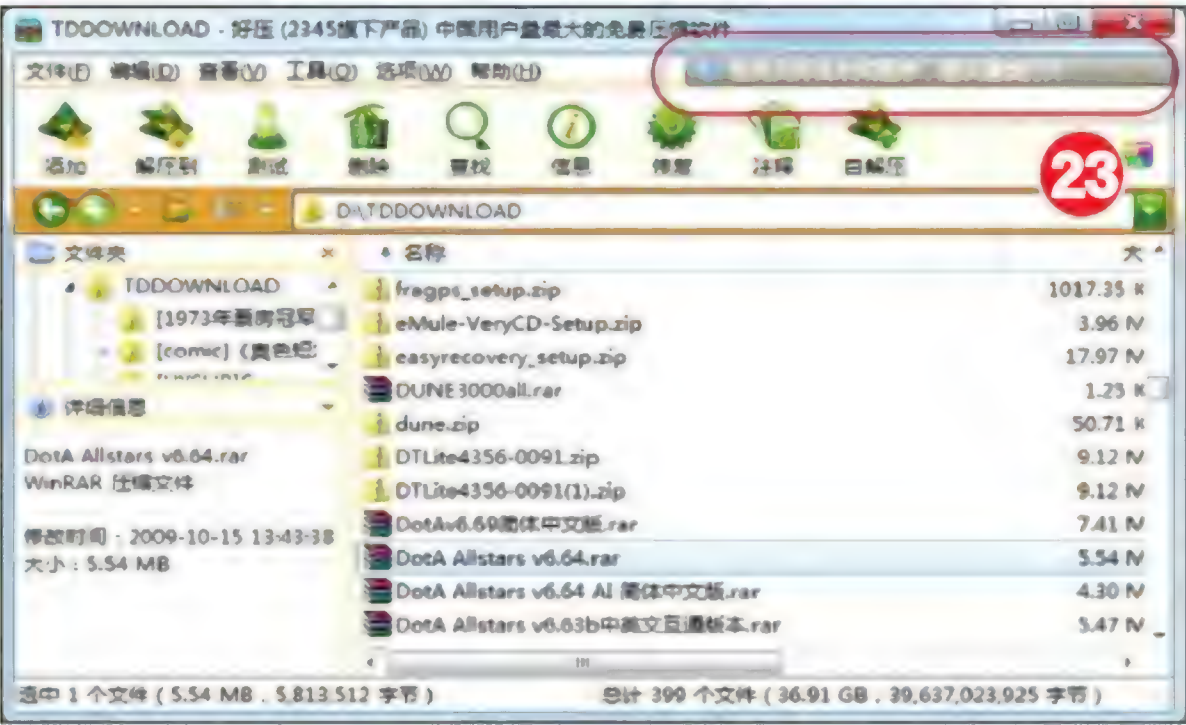 TDDOWNLOAD - 好压 (2345旗下产品) 中国用户量最大的免费压缩软件
文件(F) 编辑(D) 查看(V) 工具(Q) 选项(W) 帮助(H)
添加 解压到 测试 删除 查找 信息 修复 注释 自解压
23
D:\TDDOWNLOAD
文件夹 × 名称 大
TDDOWNLOAD
fragps_setup.zip 1017.35 K
[1973年
eMule-VeryCD-Setup.zip 3.96 M
[comic]
easyrecovery_setup.zip 17.97 M
DUNE3000all.rar 1.25 K
详细信息
dune.zip 50.71 K
DotA Allstars v6.64.rar
DTLite4356-0091.zip 9.12 M
WinRAR 压缩文件
DTLite4356-0091(1).zip 9.12 M
DotAv6.69简体中文版.rar 7.41 M
修改时间 : 2009-10-15 13:43:38
DotA Allstars v6.64.rar 5.54 M
大小 : 5.54 MB
DotA Allstars v6.64 AI 简体中文版.rar 4.30 M
DotA Allstars v6.63b中英文互通版本.rar 5.47 M
选中 1 个文件 ( 5.54 MB , 5,813,512 字节 ) 总计 399 个文件 ( 36.91 GB , 39,637,023,925 字节 )